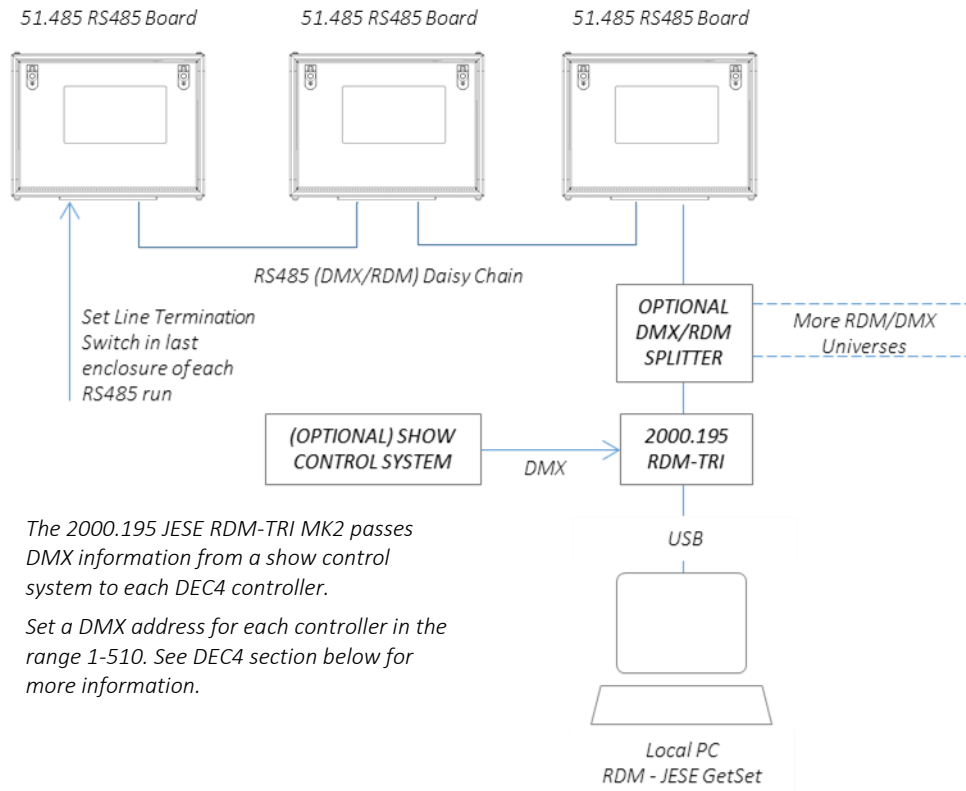 51.485 RS485 Board
51.485 RS485 Board
51.485 RS485 Board
RS485 (DMX/RDM) Daisy Chain
Set Line Termination
Switch in last
enclosure of each
RS485 run
OPTIONAL
DMX/RDM
SPLITTER
More RDM/DMX
Universes
(OPTIONAL) SHOW
CONTROL SYSTEM
DMX
2000.195
RDM-TRI
The 2000.195 JESE RDM-TRI MK2 passes
DMX information from a show control
system to each DEC4 controller.
Set a DMX address for each controller in the
range 1-510. See DEC4 section below for
more information.
USB
Local PC
RDM - JESE GetSet